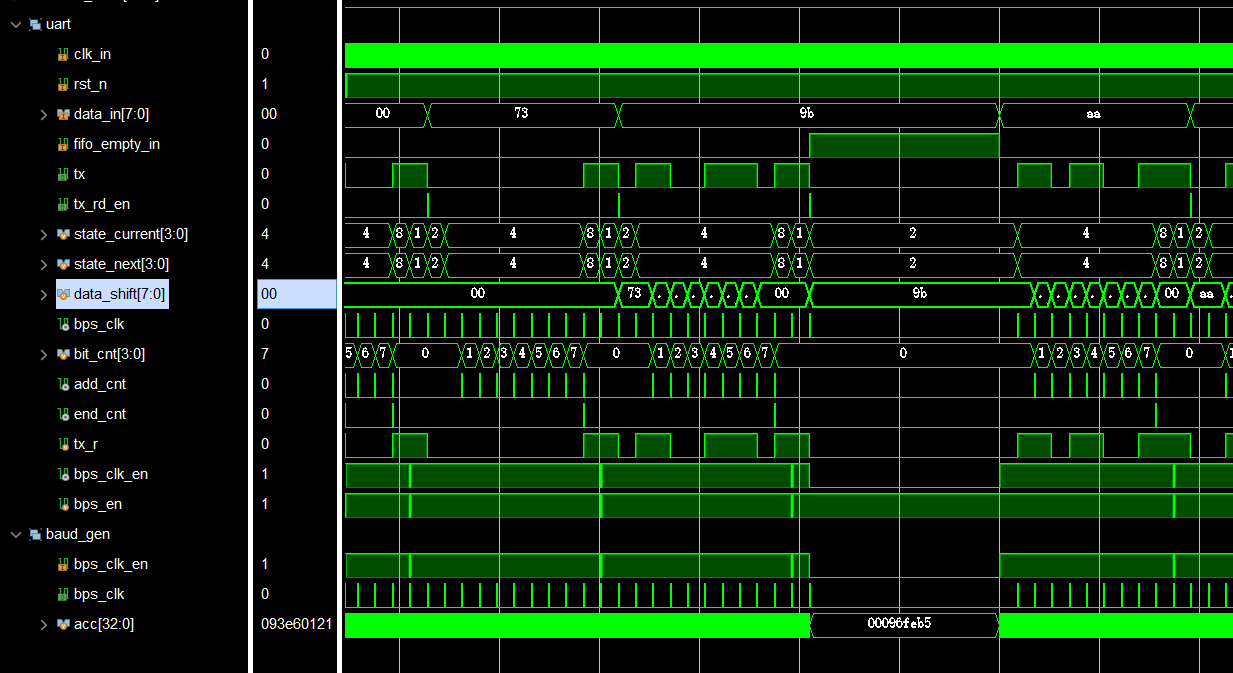 uart
clk_in 0
rst_n 1
data_in[7:0] 00 00 73 9b aa
fifo_empty_in 0
tx 0
tx_rd_en 0
state_current[3:0] 4 4 8 1 2 4 8 1 2 4 8 1 2 4 8 1 2
state_next[3:0] 4 4 8 1 2 4 8 1 2 4 8 1 2 4 8 1 2
data_shift[7:0] 00 00 73 . . . . . . 00 9b . . . . . . . 00 aa .
bps_clk 0
bit_cnt[3:0] 7 5 6 7 0 1 2 3 4 5 6 7 0 1 2 3 4 5 6 7 0 1 2 3 4 5 6 7 0 1
add_cnt 0
end_cnt 0
tx_r 0
bps_clk_en 1
bps_en 1
baud_gen
bps_clk_en 1
bps_clk 0
acc[32:0] 093e60121 00096feb5